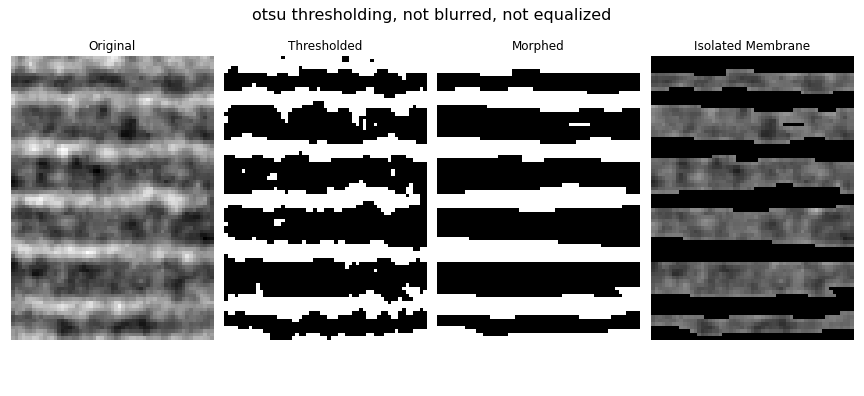 otsu thresholding, not blurred, not equalized
Original
Thresholded
Morphed
Isolated Membrane